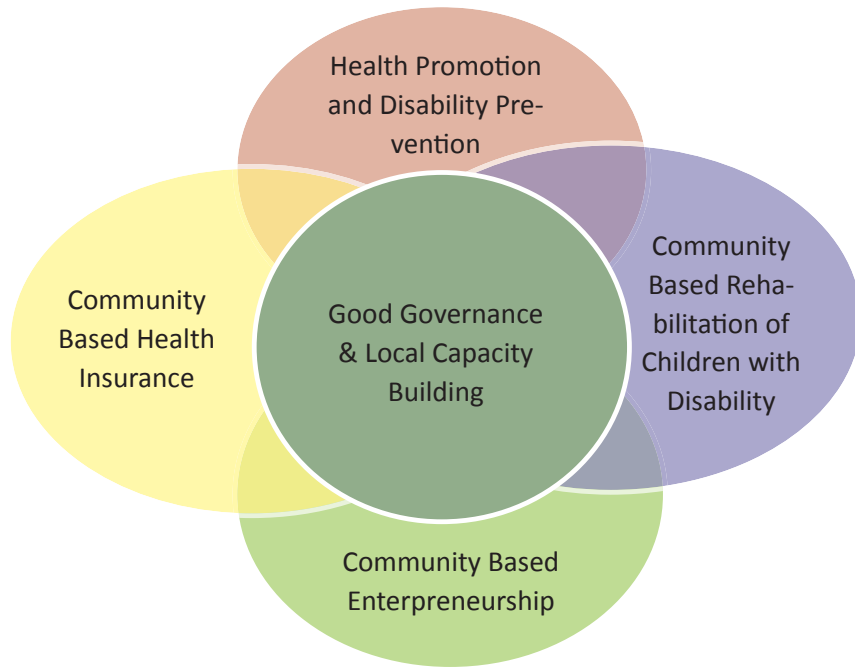 Health Promotion
and Disability Pre-
vention
Community
Based Health
Insurance
Good Governance
& Local Capacity
Building
Community
Based Reha-
bilitation of
Children with
Disability
Community Based
Enterpreneurship